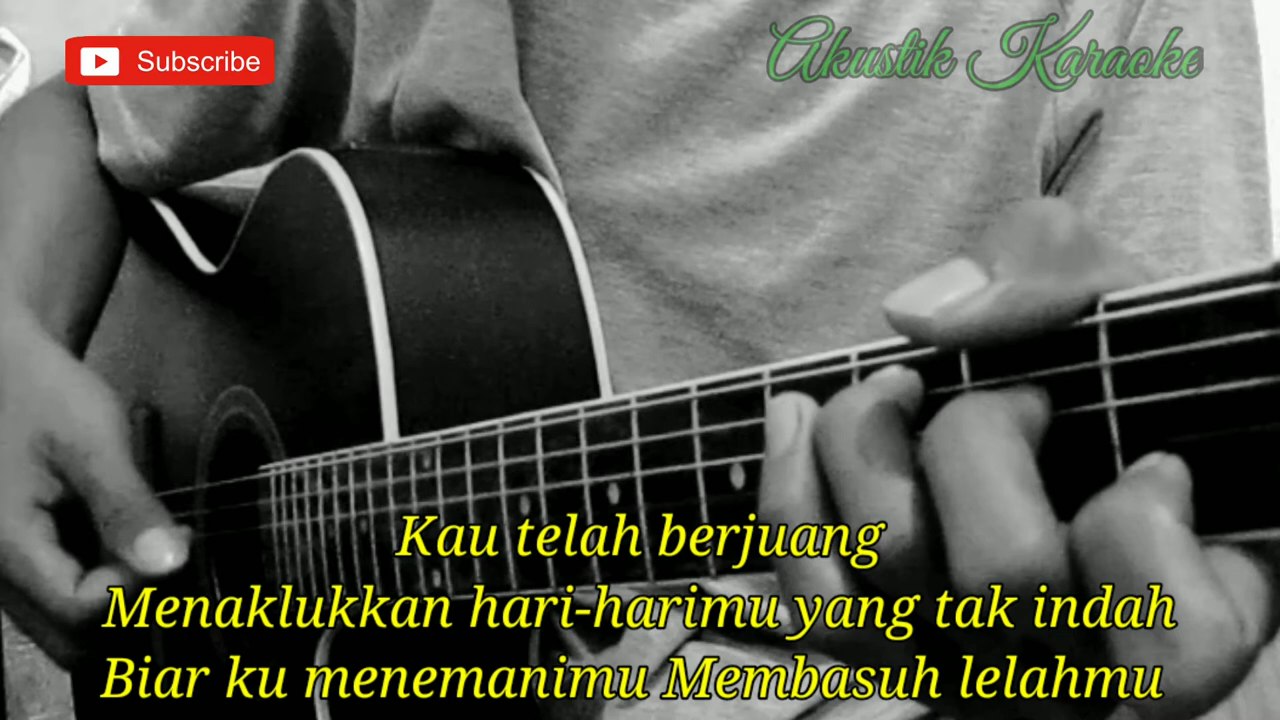 Subscribe
Akustik Karaoke
Kau telah berjuang
Menaklukkan hari-harimu yang tak indah
Biar ku menemanimu Membasuh lelahmu